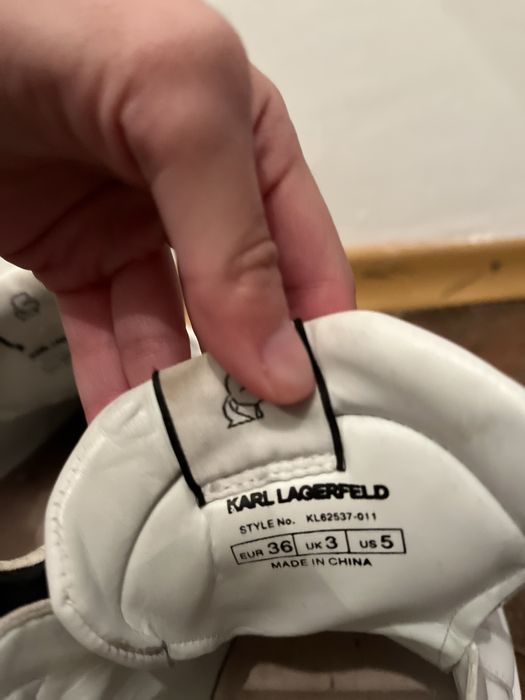 KARL LAGERFELD
STYLE No. KL62537-011
EUR 36 UK 3 US 5
MADE IN CHINA